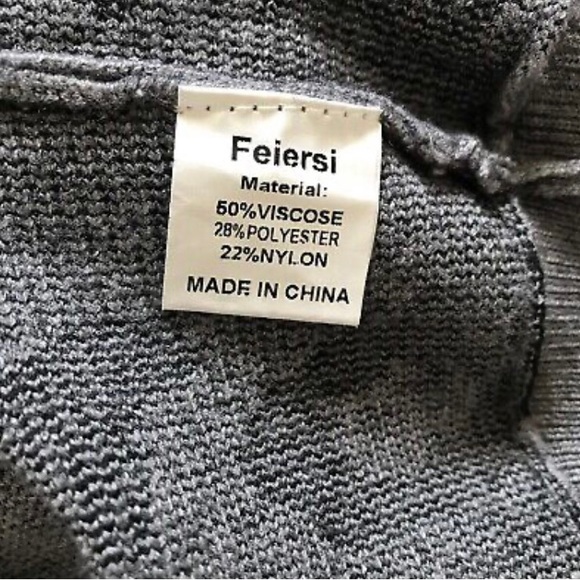 Feiersi
Material:
50%VISCOSE
28%POLYESTER
22%NYLON
MADE IN CHINA